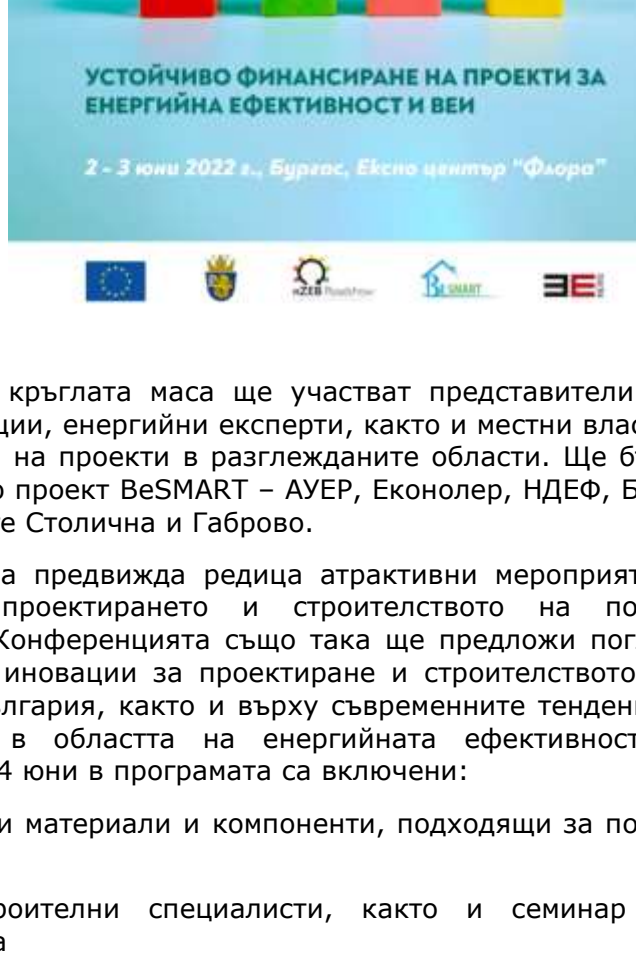 УСТОЙЧИВО ФИНАНСИРАНЕ НА ПРОЕКТИ ЗА
ЕНЕРГИЙНА ЕФЕКТИВНОСТ И ВЕИ
2 - 3 юни 2022 г., Бургас, Експо център "Флора"
nZEB Roadshow BESMART
кръглата маса ще участват представители
ции, енергийни експерти, както и местни влас
на проекти в разглежданите области. Ще б
о проект BeSMART – АУЕР, Еконолер, НДЕФ, Б
е Столична и Габрово.
а предвижда редица атрактивни мероприят
проектирането и строителството на по
Конференцията също така ще предложи пог
иновации за проектиране и строителството
ългария, както и върху съвременните тенден
в областта на енергийната ефективност
4 юни в програмата са включени:
и материали и компоненти, подходящи за по
роителни специалисти, както и семинар
а